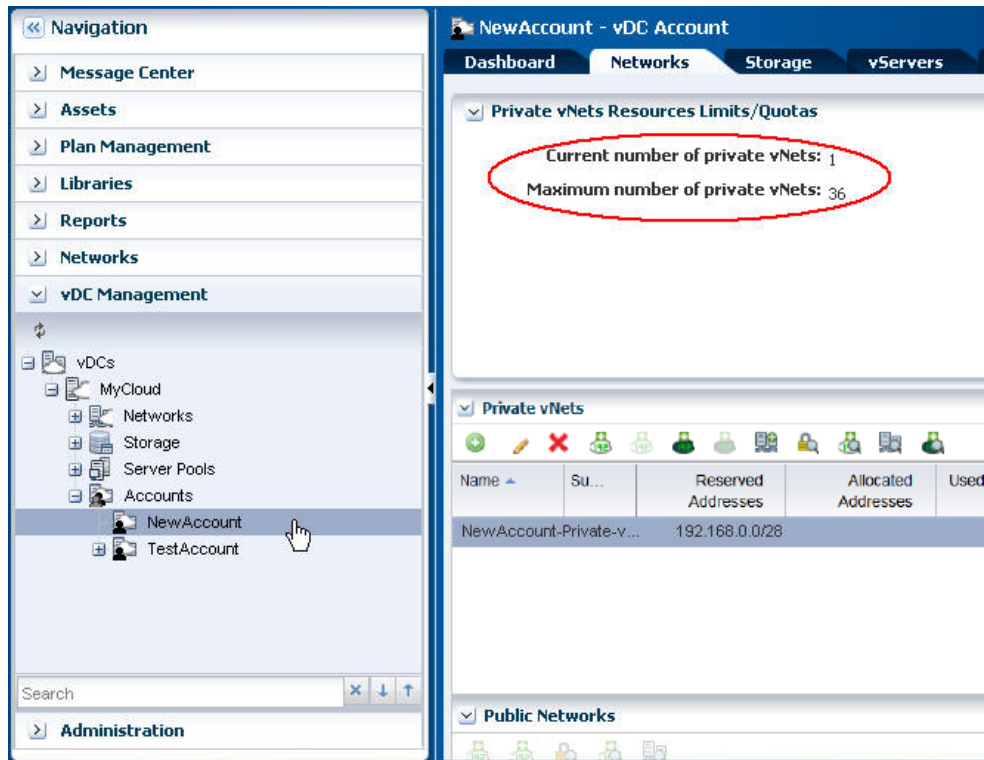 Navigation
Message Center
Assets
Plan Management
Libraries
Reports
Networks
vDC Management
vDCs
MyCloud
Networks
Storage
Server Pools
Accounts
NewAccount
TestAccount
Search
Administration
NewAccount - vDC Account
Dashboard Networks Storage vServers
Private vNets Resources Limits/Quotas
Current number of private vNets: 1
Maximum number of private vNets: 36
Private vNets
Name Su... Reserved Addresses Allocated Addresses Used
NewAccount-Private-v... 192.168.0.0/28
Public Networks